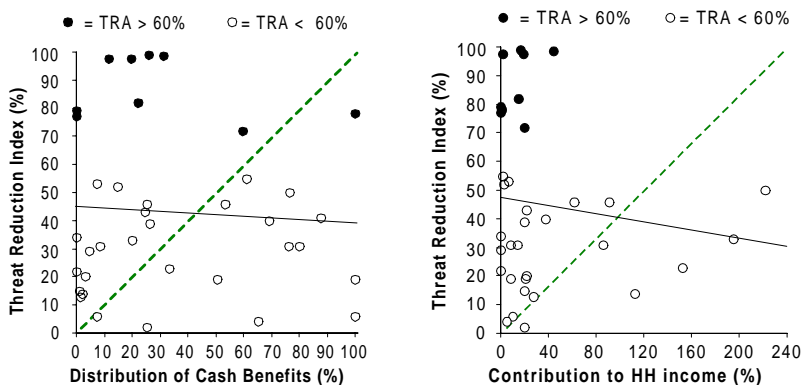 ● = TRA > 60% ○ = TRA < 60%
Threat Reduction Index (%)
100
90
80
70
60
50
40
30
20
10
0
0 10 20 30 40 50 60 70 80 90 100
Distribution of Cash Benefits (%)
● = TRA > 60% ○ = TRA < 60%
Threat Reduction Index (%)
100
90
80
70
60
50
40
30
20
10
0
0 40 80 120 160 200 240
Contribution to HH income (%)